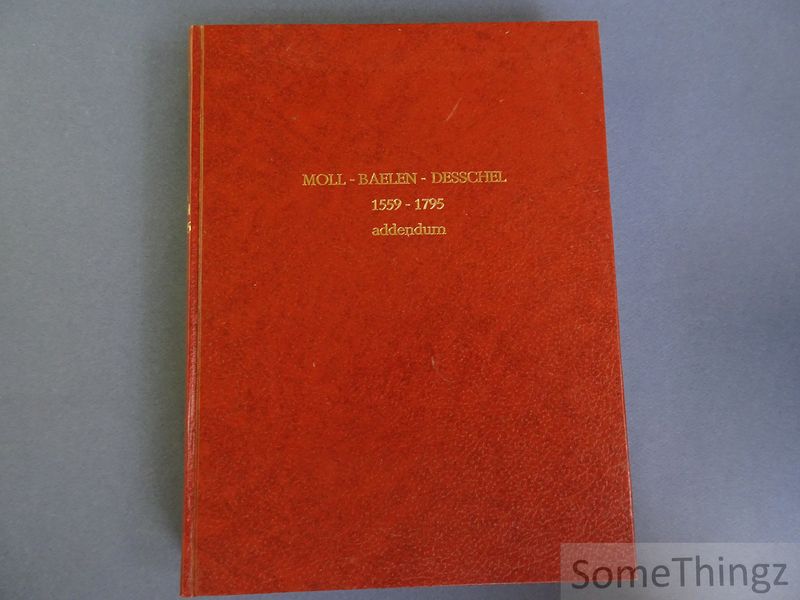 MOLL - BAELEN - DESSCHEL
1559 - 1795
addendum
SomeThingz